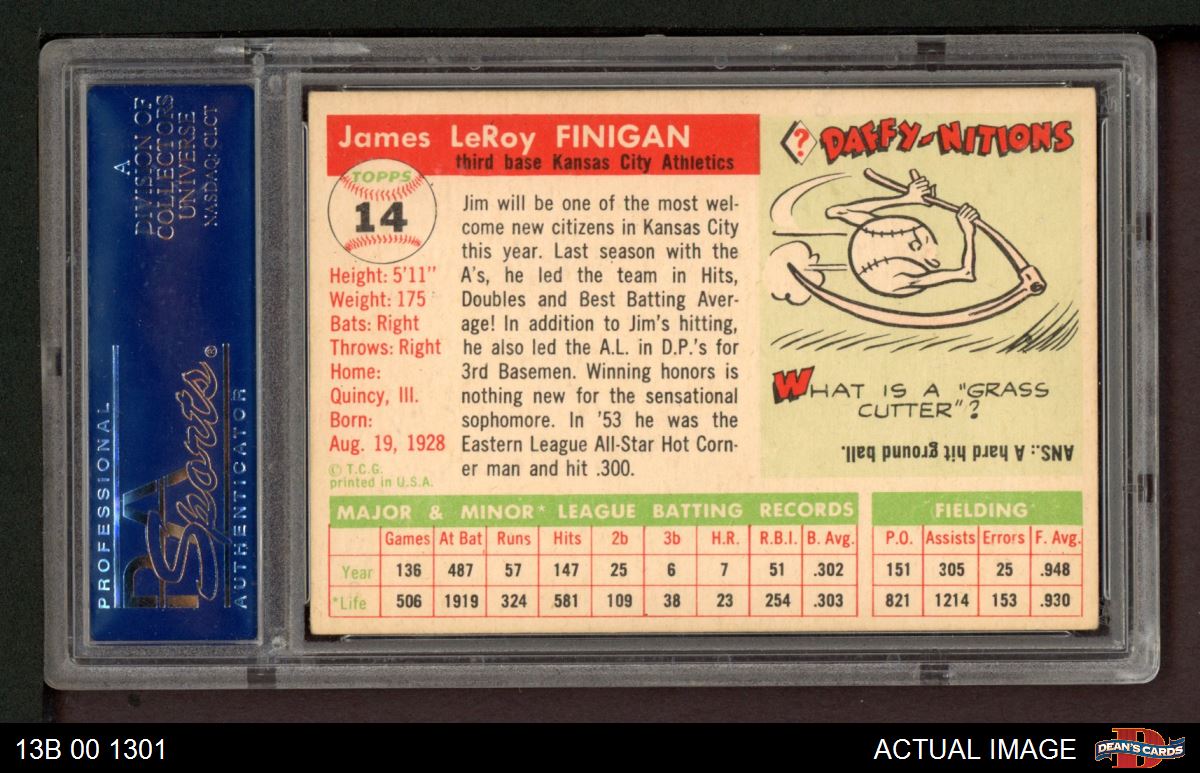 A
DIVISION OF
COLLECTORS
UNIVERSE
NASDAQ: CLCT
PROFESSIONAL
PSA
Sports®
AUTHENTICATOR
James LeRoy FINIGAN
third base Kansas City Athletics
TOPPS
14
Height: 5'11"
Weight: 175
Bats: Right
Throws: Right
Home:
Quincy, Ill.
Born:
Aug. 19, 1928
© T.C.G.
printed in U.S.A.
Jim will be one of the most wel-
come new citizens in Kansas City
this year. Last season with the
A's, he led the team in Hits,
Doubles and Best Batting Aver-
age! In addition to Jim's hitting,
he also led the A.L. in D.P.'s for
3rd Basemen. Winning honors is
nothing new for the sensational
sophomore. In '53 he was the
Eastern League All-Star Hot Corn-
er man and hit .300.
? DAFFY-NITIONS
WHAT IS A "GRASS
CUTTER"?
ANS.: A hard hit ground ball.
MAJOR & MINOR* LEAGUE BATTING RECORDS
Games At Bat Runs Hits 2b 3b H.R. R.B.I. B. Avg.
Year 136 487 57 147 25 6 7 51 .302
*Life 506 1919 324 581 109 38 23 254 .303
FIELDING
P.O. Assists Errors F. Avg.
151 305 25 .948
821 1214 153 .930
13B 00 1301
ACTUAL IMAGE
DEAN'S CARDS